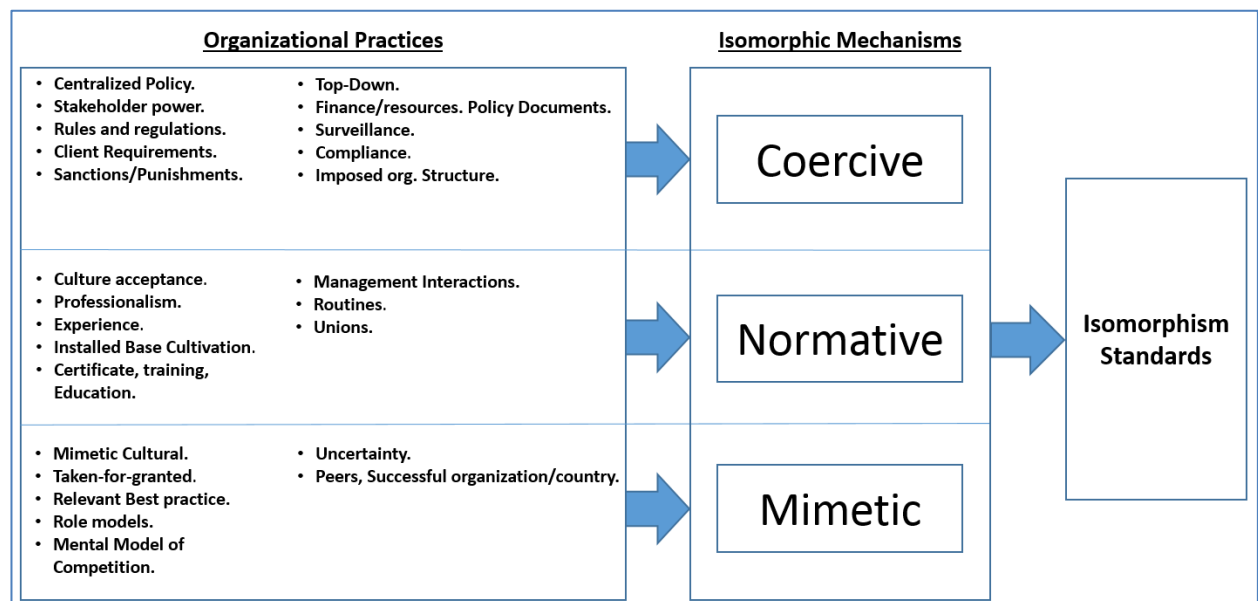 Organizational Practices
Isomorphic Mechanisms
• Centralized Policy.
• Stakeholder power.
• Rules and regulations.
• Client Requirements.
• Sanctions/Punishments.
• Top-Down.
• Finance/resources. Policy Documents.
• Surveillance.
• Compliance.
• Imposed org. Structure.
Coercive
• Culture acceptance.
• Professionalism.
• Experience.
• Installed Base Cultivation.
• Certificate, training,
Education.
• Management Interactions.
• Routines.
• Unions.
Normative
• Mimetic Cultural.
• Taken-for-granted.
• Relevant Best practice.
• Role models.
• Mental Model of
Competition.
• Uncertainty.
• Peers, Successful organization/country.
Mimetic
Isomorphism
Standards